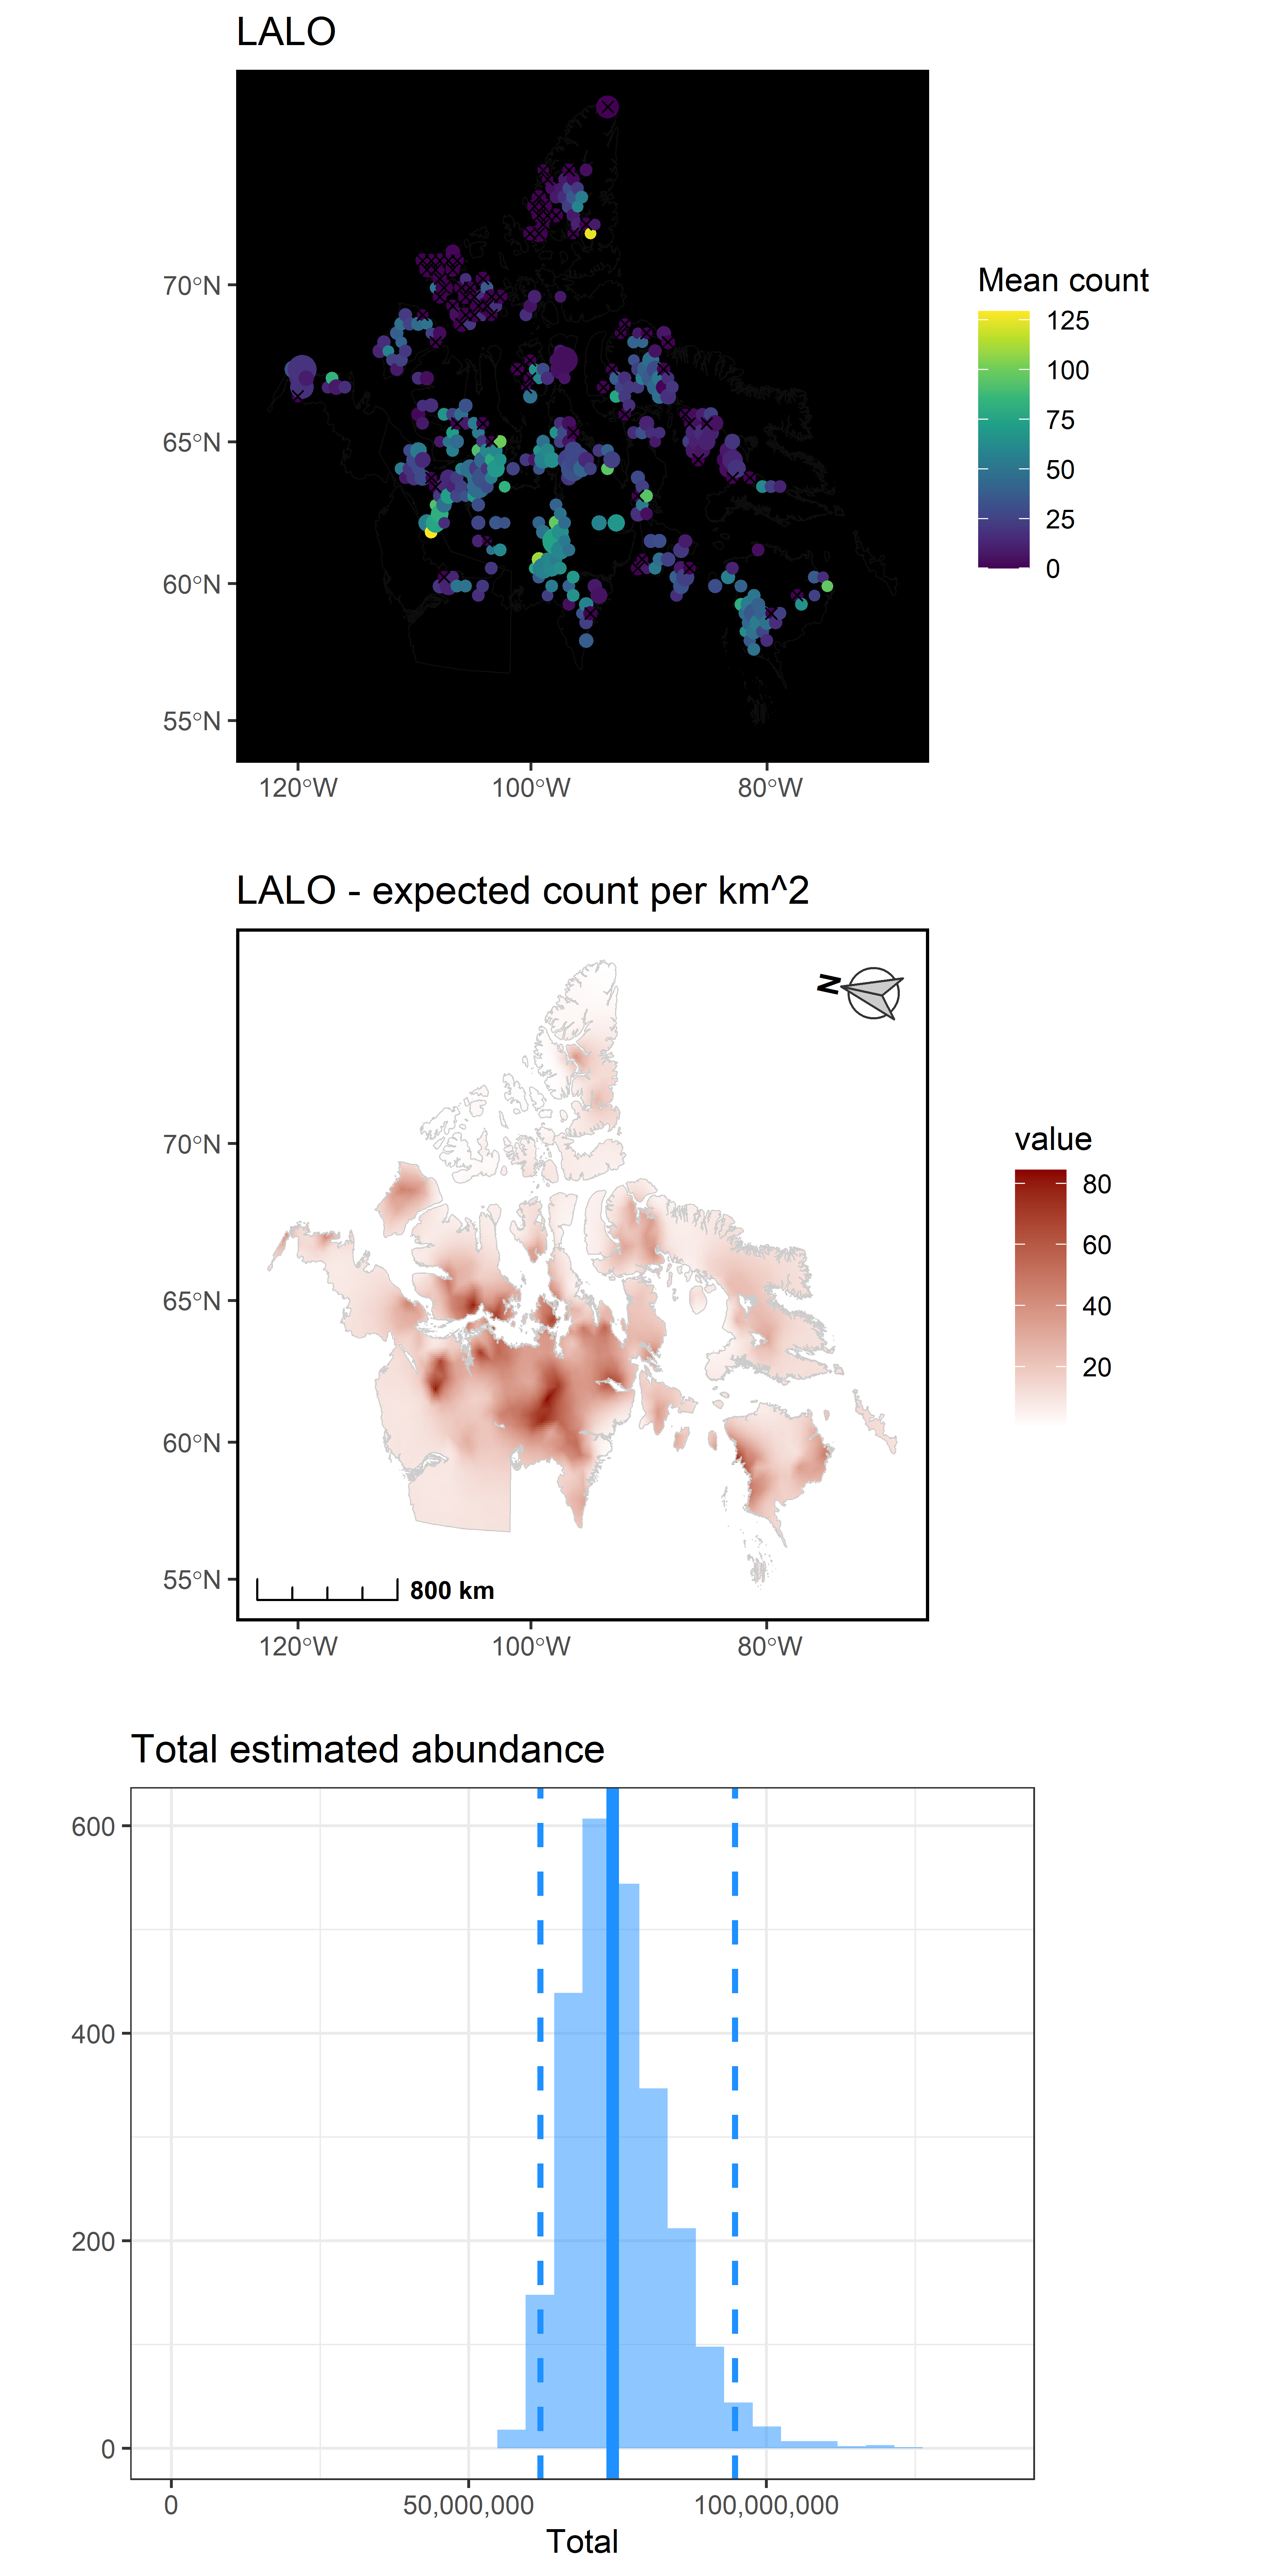 LALO
70°N
65°N
60°N
55°N
120°W 100°W 80°W
Mean count
125
100
75
50
25
0
LALO - expected count per km^2
N
70°N
65°N
60°N
55°N
800 km
120°W 100°W 80°W
value
80
60
40
20
Total estimated abundance
600
400
200
0
0 50,000,000 100,000,000
Total